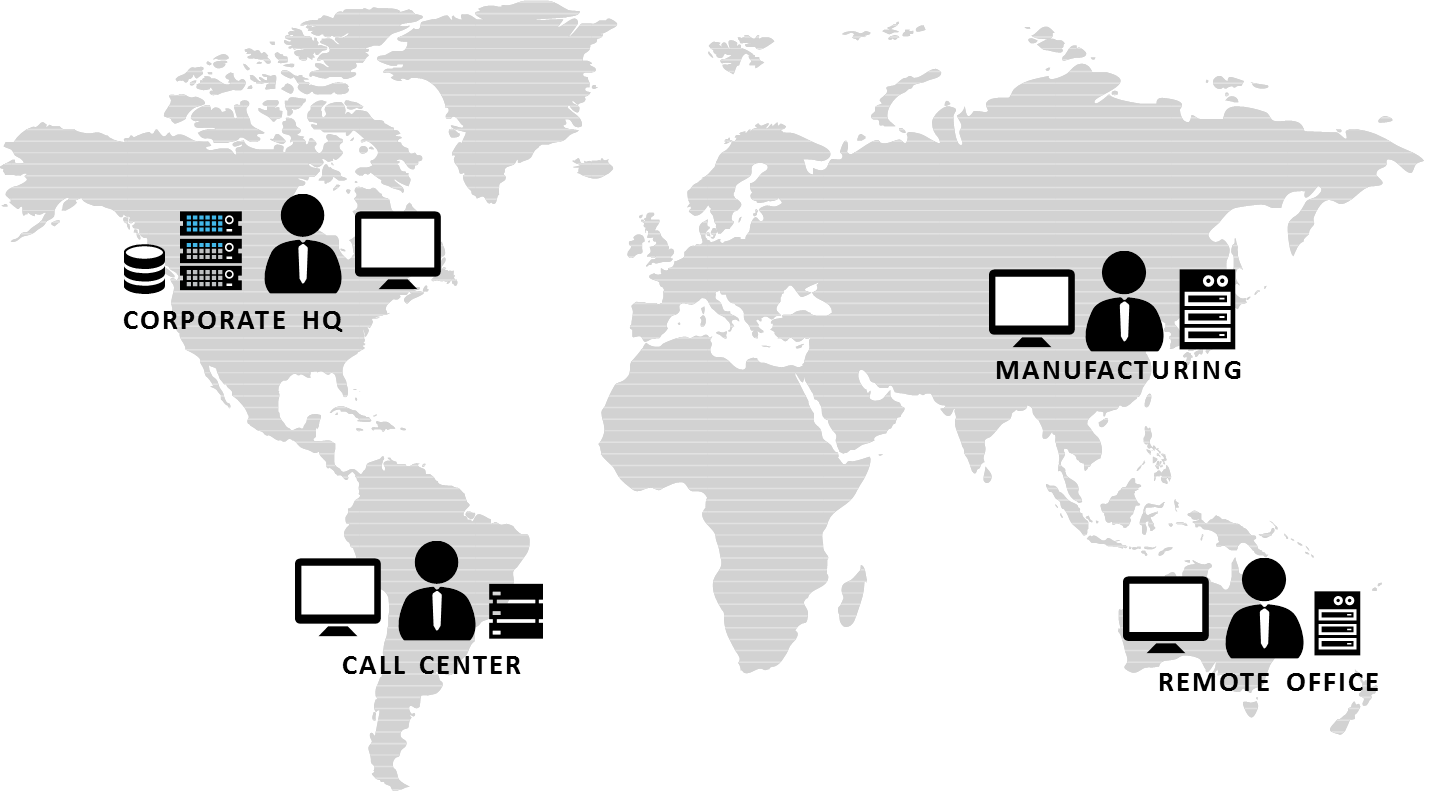 CORPORATE HQ
MANUFACTURING
CALL CENTER
REMOTE OFFICE